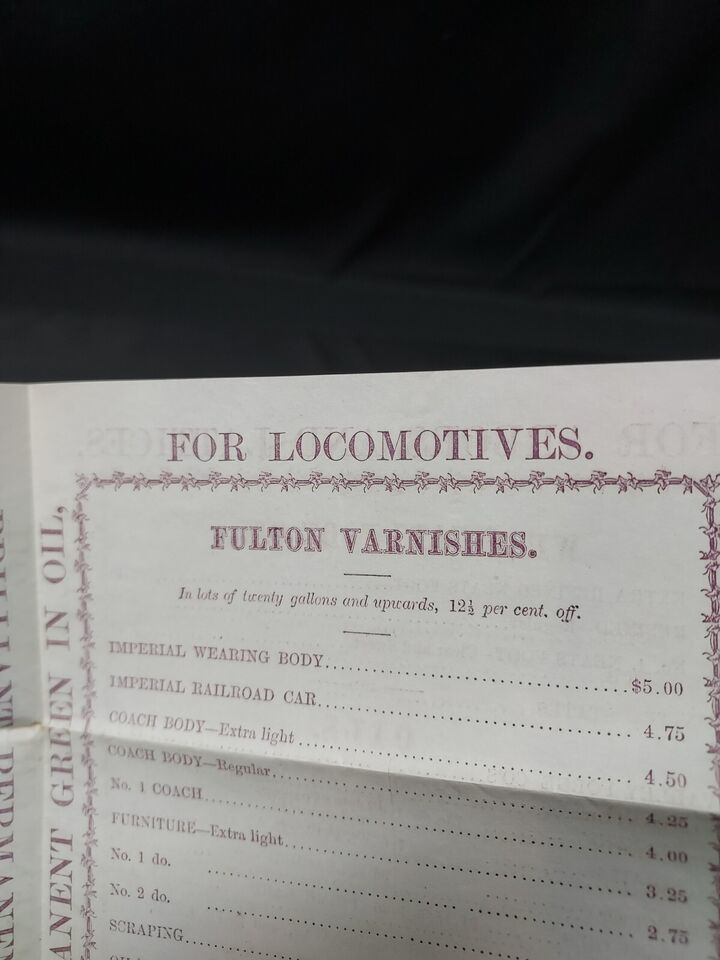 FOR LOCOMOTIVES.
FULTON VARNISHES.
In lots of twenty gallons and upwards, 12½ per cent. off.
IMPERIAL WEARING BODY........................$5.00
IMPERIAL RAILROAD CAR........................4.75
COACH BODY—Extra light........................4.50
COACH BODY—Regular........................4.25
No. 1 COACH........................4.00
FURNITURE—Extra light........................3.25
No. 1 do. ........................2.75
No. 2 do. ........................
SCRAPING........................
ANENT GREEN IN OIL,
PERMANEN